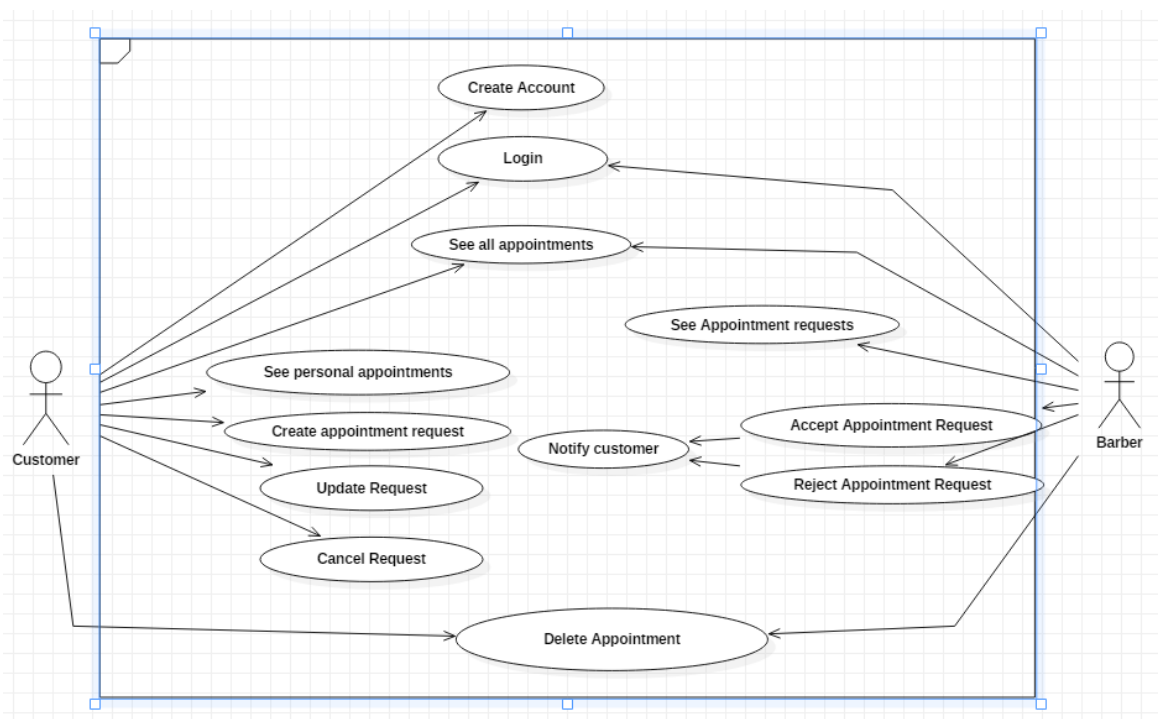 Create Account
Login
See all appointments
See Appointment requests
See personal appointments
Create appointment request
Accept Appointment Request
Barber
Notify customer
Customer
Update Request
Reject Appointment Request
Cancel Request
Delete Appointment